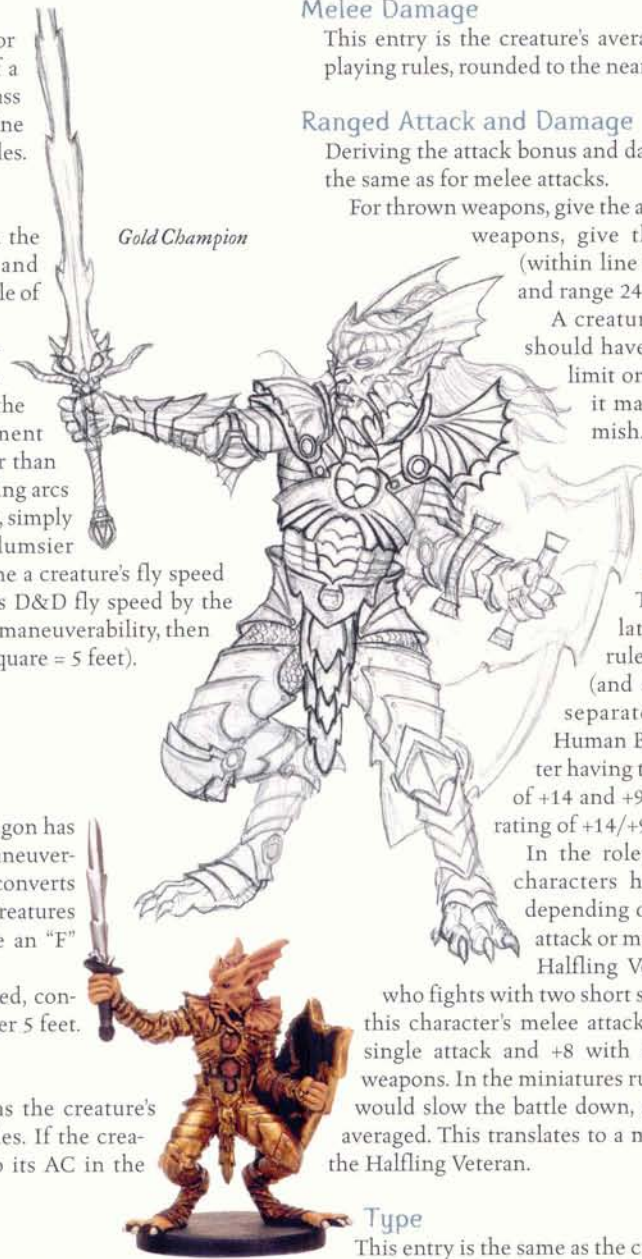 or
f a
ass
ne
les.
the
and
le of
he
ment
r than
ng arcs
, simply
lumsier
ne a creature's fly speed
s D&D fly speed by the
maneuverability, then
quare = 5 feet).
gon has
neuver-
converts
reatures
e an "F"
ed, con-
er 5 feet.
as the creature's
les. If the crea-
o its AC in the
Gold Champion
Melee Damage
This entry is the creature's avera
playing rules, rounded to the near
Ranged Attack and Damage
Deriving the attack bonus and da
the same as for melee attacks.
For thrown weapons, give the a
weapons, give th
(within line
and range 24
A creatur
should have
limit or
it ma
mish.
T
lat
rule
(and
separat
Human B
ter having t
of +14 and +9
rating of +14/+9
In the role
characters h
depending o
attack or m
Halfling Ve
who fights with two short s
this character's melee attack
single attack and +8 with
weapons. In the miniatures ru
would slow the battle down,
averaged. This translates to a m
the Halfling Veteran.
Type
This entry is the same as the c